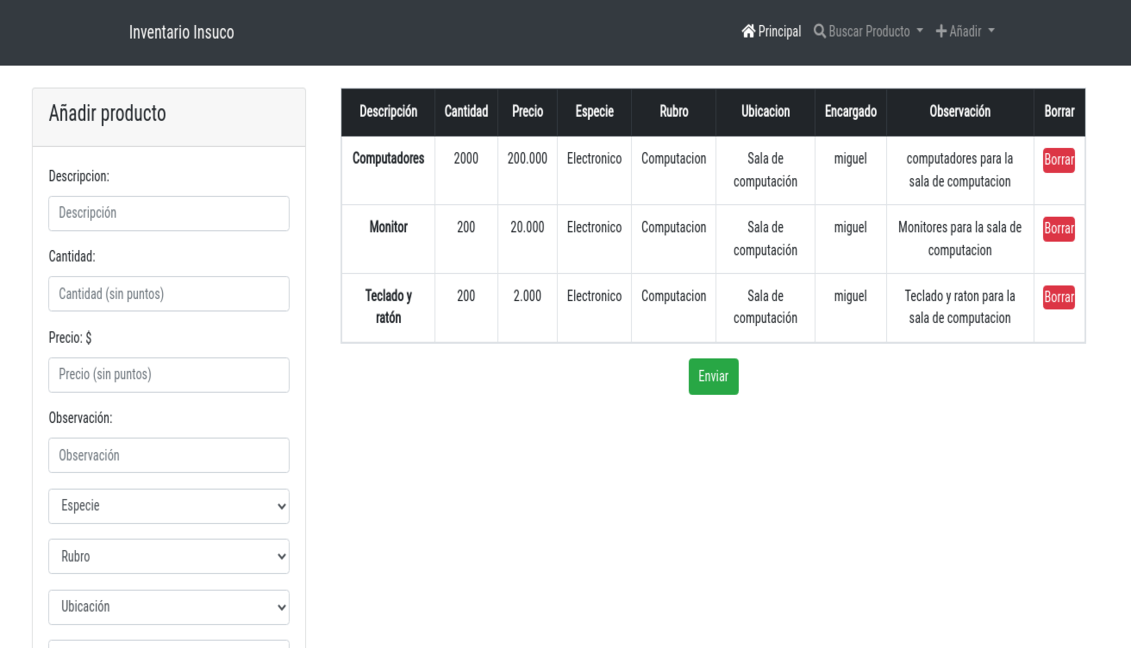 Inventario Insuco
Principal
Buscar Producto
Añadir
Añadir producto
Descripcion:
Descripción
Cantidad:
Cantidad (sin puntos)
Precio: $
Precio (sin puntos)
Observación:
Observación
Especie
Rubro
Ubicación
Descripción Cantidad Precio Especie Rubro Ubicacion Encargado Observación Borrar
Computadores 2000 200.000 Electronico Computacion Sala de miguel computadores para la Borrar
computación sala de computacion
Monitor 200 20.000 Electronico Computacion Sala de miguel Monitores para la sala de Borrar
computación computacion
Teclado y 200 2.000 Electronico Computacion Sala de miguel Teclado y raton para la Borrar
ratón computación sala de computacion
Enviar